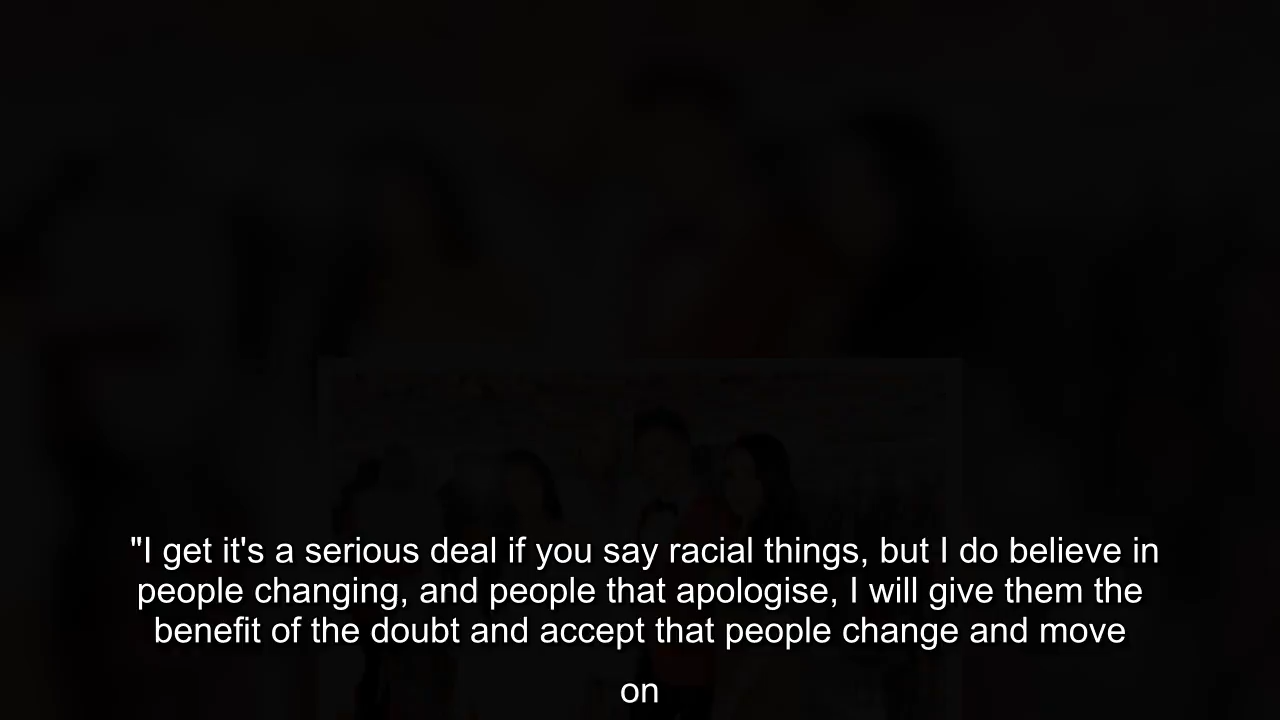 "I get it's a serious deal if you say racial things, but I do believe in
people changing, and people that apologise, I will give them the
benefit of the doubt and accept that people change and move
on